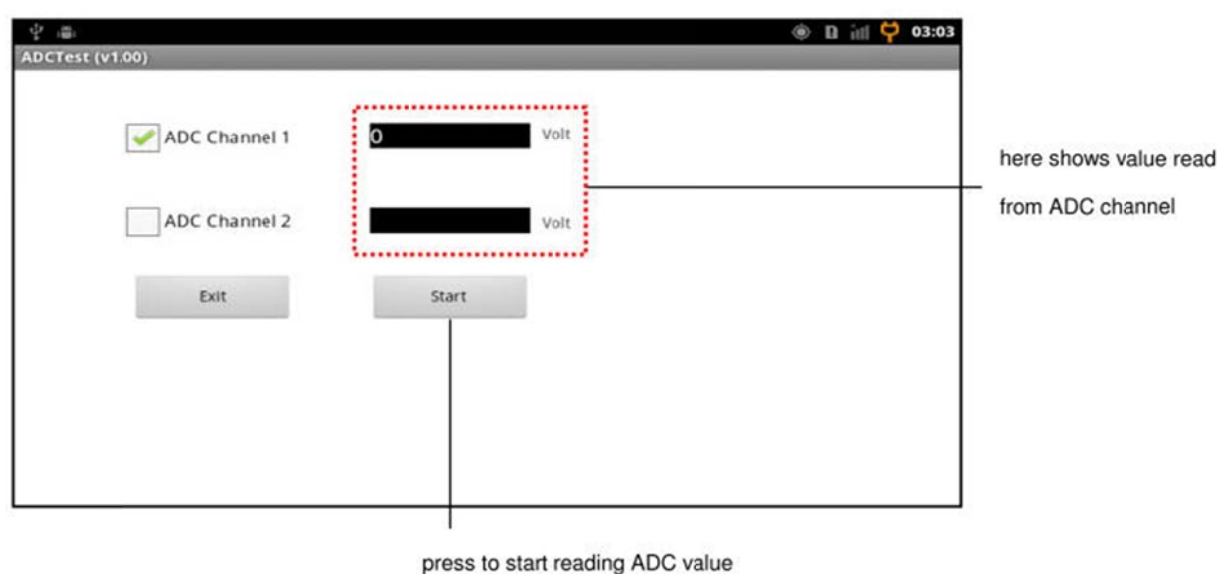 03:03
ADCTest (v1.00)
ADC Channel 1
0
Volt
here shows value read
from ADC channel
ADC Channel 2
Volt
Exit
Start
press to start reading ADC value